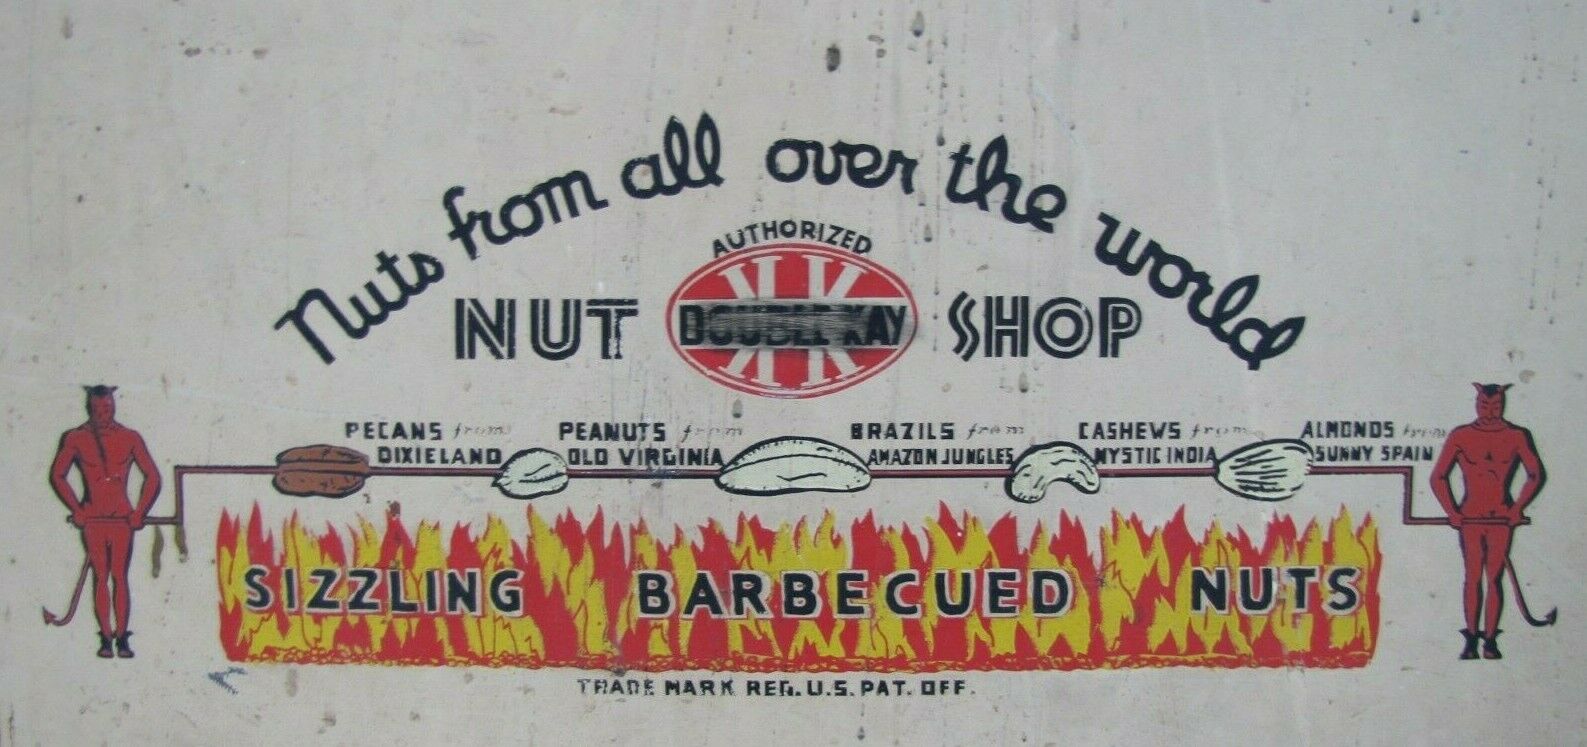 Nuts from all over the world
AUTHORIZED
NUT KK DOUBLE KAY SHOP
PECANS from DIXIELAND
PEANUTS from OLD VIRGINIA
BRAZILS from AMAZON JUNGLES
CASHEWS from MYSTIC INDIA
ALMONDS from SUNNY SPAIN
SIZZLING BARBECUED NUTS
TRADE MARK REG. U.S. PAT. OFF.